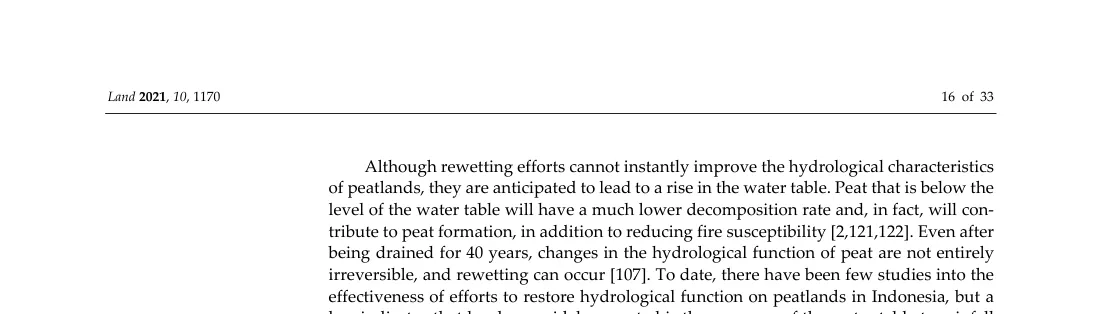 Land 2021, 10, 1170
16 of 33
Although rewetting efforts cannot instantly improve the hydrological characteristics
of peatlands, they are anticipated to lead to a rise in the water table. Peat that is below the
level of the water table will have a much lower decomposition rate and, in fact, will con-
tribute to peat formation, in addition to reducing fire susceptibility [2,121,122]. Even after
being drained for 40 years, changes in the hydrological function of peat are not entirely
irreversible, and rewetting can occur [107]. To date, there have been few studies into the
effectiveness of efforts to restore hydrological function on peatlands in Indonesia, but a